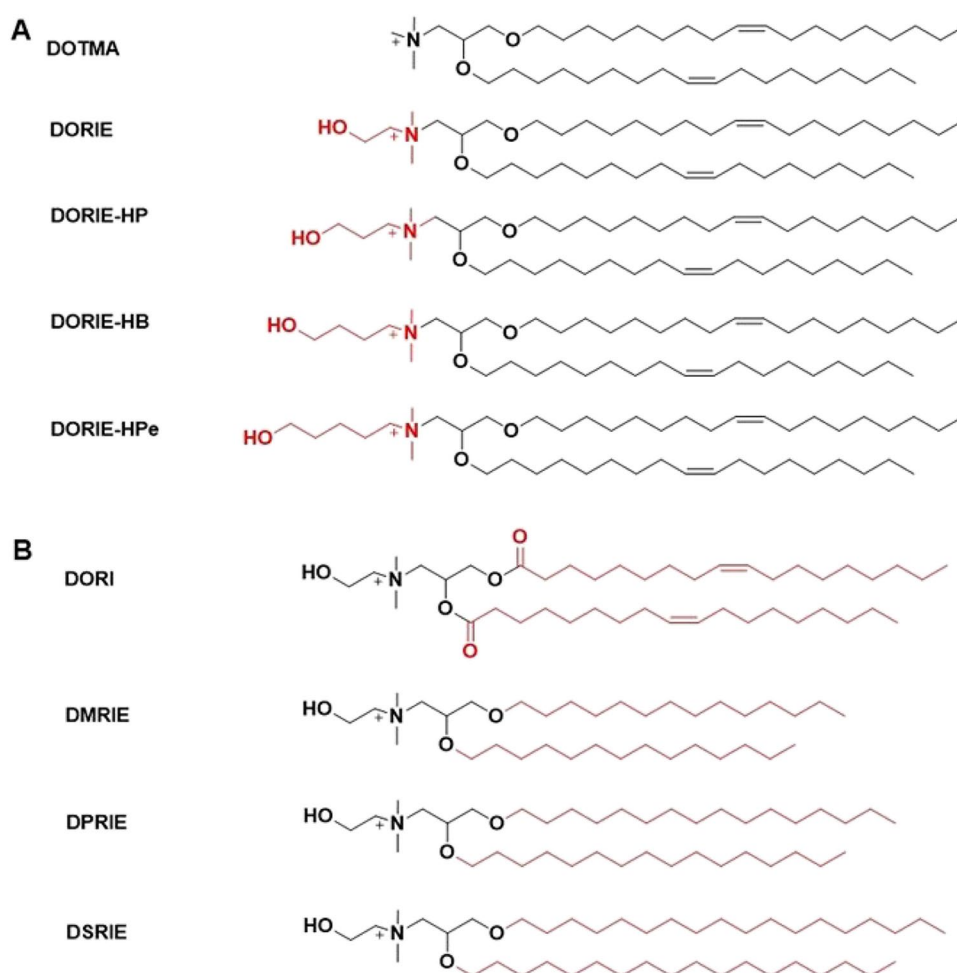 A
DOTMA
N
+
O
O
DORIE
HO
+
N
O
O
DORIE-HP
HO
+
N
O
O
DORIE-HB
HO
+
N
O
O
DORIE-HPe
HO
+
N
O
O
B
DORI
HO
+
N
O
O
O
O
DMRIE
HO
+
N
O
O
DPRIE
HO
+
N
O
O
DSRIE
HO
+
N
O
O